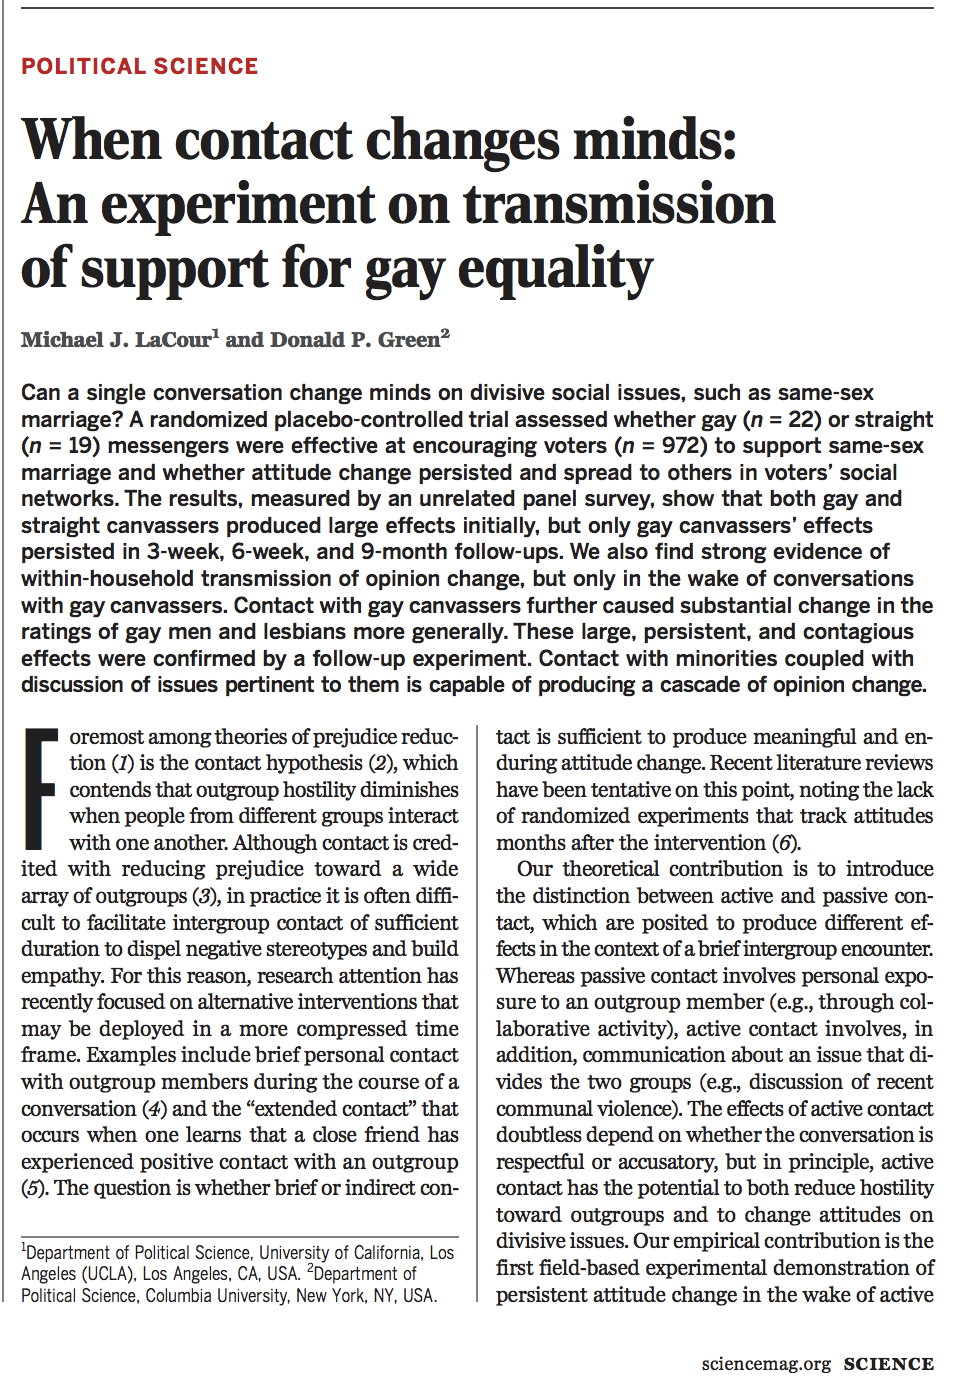 POLITICAL SCIENCE
When contact changes minds:
An experiment on transmission
of support for gay equality
Michael J. LaCour¹ and Donald P. Green²
Can a single conversation change minds on divisive social issues, such as same-sex
marriage? A randomized placebo-controlled trial assessed whether gay (n = 22) or straight
(n = 19) messengers were effective at encouraging voters (n = 972) to support same-sex
marriage and whether attitude change persisted and spread to others in voters’ social
networks. The results, measured by an unrelated panel survey, show that both gay and
straight canvassers produced large effects initially, but only gay canvassers’ effects
persisted in 3-week, 6-week, and 9-month follow-ups. We also find strong evidence of
within-household transmission of opinion change, but only in the wake of conversations
with gay canvassers. Contact with gay canvassers further caused substantial change in the
ratings of gay men and lesbians more generally. These large, persistent, and contagious
effects were confirmed by a follow-up experiment. Contact with minorities coupled with
discussion of issues pertinent to them is capable of producing a cascade of opinion change.
Foremost among theories of prejudice reduc-
tion (1) is the contact hypothesis (2), which
contends that outgroup hostility diminishes
when people from different groups interact
with one another. Although contact is cred-
ited with reducing prejudice toward a wide
array of outgroups (3), in practice it is often diffi-
cult to facilitate intergroup contact of sufficient
duration to dispel negative stereotypes and build
empathy. For this reason, research attention has
recently focused on alternative interventions that
may be deployed in a more compressed time
frame. Examples include brief personal contact
with outgroup members during the course of a
conversation (4) and the “extended contact” that
occurs when one learns that a close friend has
experienced positive contact with an outgroup
(5). The question is whether brief or indirect con-
¹Department of Political Science, University of California, Los
Angeles (UCLA), Los Angeles, CA, USA. ²Department of
Political Science, Columbia University, New York, NY, USA.
tact is sufficient to produce meaningful and en-
during attitude change. Recent literature reviews
have been tentative on this point, noting the lack
of randomized experiments that track attitudes
months after the intervention (6).
Our theoretical contribution is to introduce
the distinction between active and passive con-
tact, which are posited to produce different ef-
fects in the context of a brief intergroup encounter.
Whereas passive contact involves personal expo-
sure to an outgroup member (e.g., through col-
laborative activity), active contact involves, in
addition, communication about an issue that di-
vides the two groups (e.g., discussion of recent
communal violence). The effects of active contact
doubtless depend on whether the conversation is
respectful or accusatory, but in principle, active
contact has the potential to both reduce hostility
toward outgroups and to change attitudes on
divisive issues. Our empirical contribution is the
first field-based experimental demonstration of
persistent attitude change in the wake of active
sciencemag.org SCIENCE